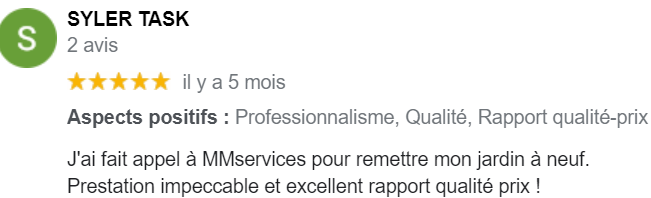 S
SYLER TASK
2 avis
il y a 5 mois
Aspects positifs : Professionnalisme, Qualité, Rapport qualité-prix
J'ai fait appel à MMservices pour remettre mon jardin à neuf.
Prestation impeccable et excellent rapport qualité prix !